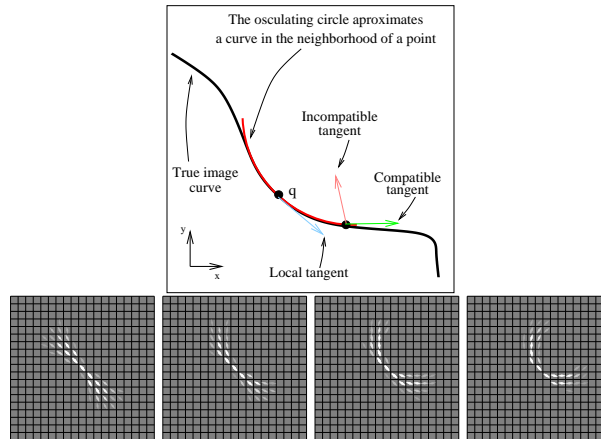 The osculating circle aproximates
a curve in the neighborhood of a point
Incompatible
tangent
True image
curve
q
Compatible
tangent
y
x
Local tangent